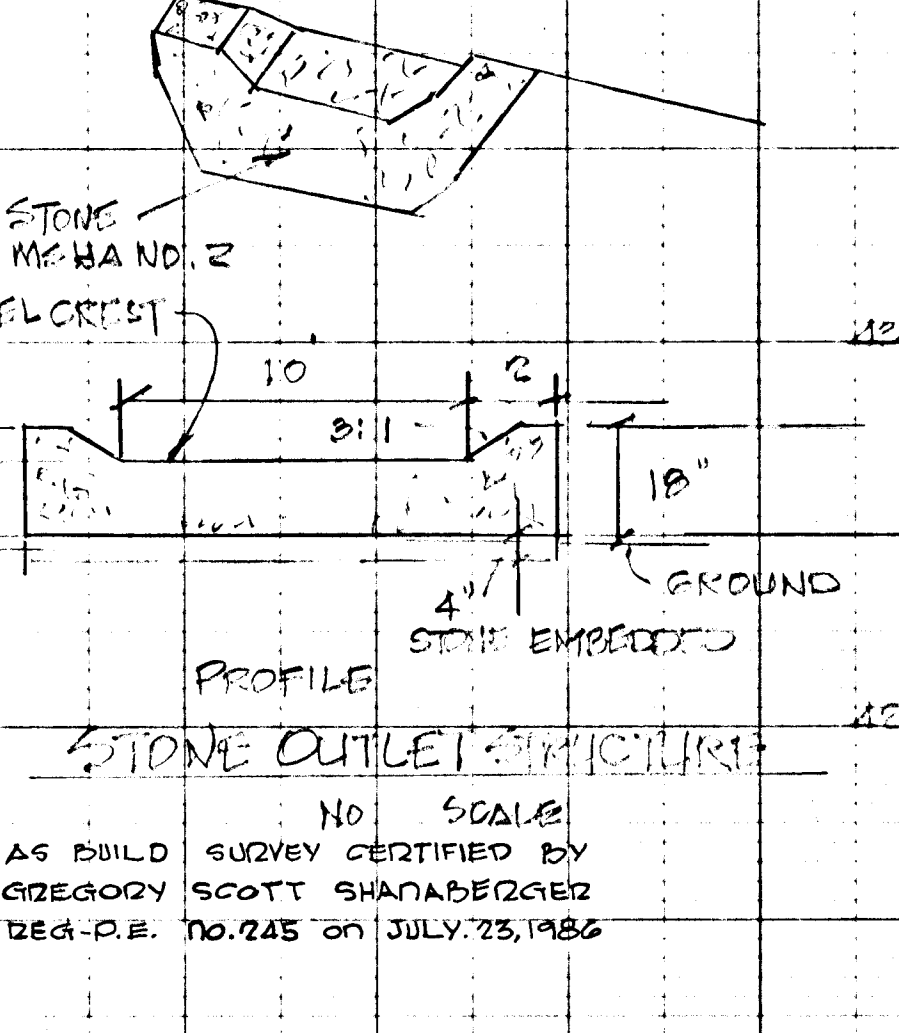 STONE
MSHA NO. 2
EL CREST
10'
2
3:1
18"
GROUND
4"
STONE EMBEDDED
PROFILE
STONE OUTLET STRUCTURE
NO SCALE
AS BUILD SURVEY CERTIFIED BY
GREGORY SCOTT SHANABERGER
REG-P.E. NO.245 ON JULY.23,1986